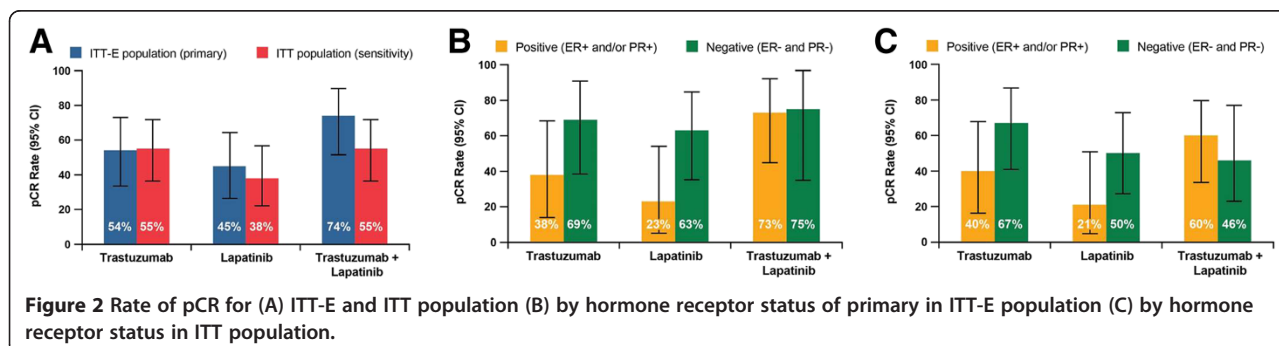 A
ITT-E population (primary) ITT population (sensitivity)
pCR Rate (95% CI)
100
80
60
40
20
0
54% 55% 45% 38% 74% 55%
Trastuzumab Lapatinib Trastuzumab +
Lapatinib
B
Positive (ER+ and/or PR+) Negative (ER- and PR-)
pCR Rate (95% CI)
100
80
60
40
20
0
38% 69% 23% 63% 73% 75%
Trastuzumab Lapatinib Trastuzumab +
Lapatinib
C
Positive (ER+ and/or PR+) Negative (ER- and PR-)
pCR Rate (95% CI)
100
80
60
40
20
0
40% 67% 21% 50% 60% 46%
Trastuzumab Lapatinib Trastuzumab +
Lapatinib
Figure 2 Rate of pCR for (A) ITT-E and ITT population (B) by hormone receptor status of primary in ITT-E population (C) by hormone
receptor status in ITT population.